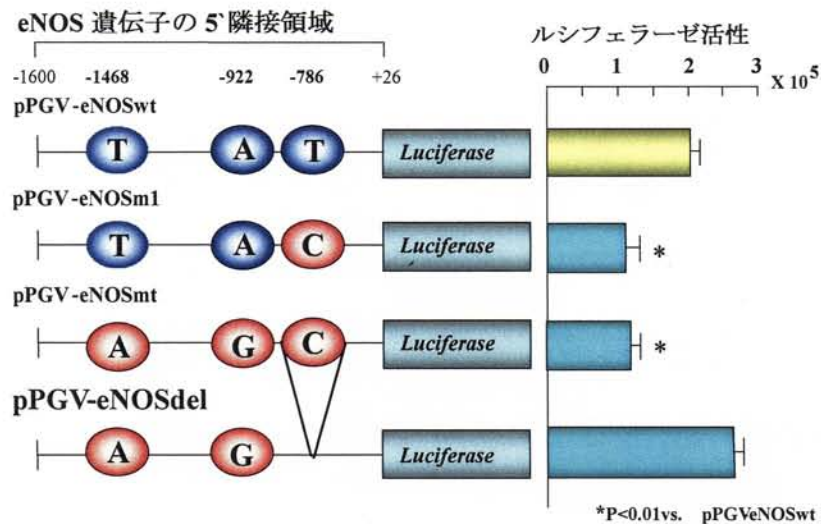 eNOS 遺伝子の 5`隣接領域
ルシフェラーゼ活性
-1600 -1468 -922 -786 +26
0 1 2 3
X 10⁵
pPGV-eNOSwt
T A T Luciferase
pPGV-eNOSm1
T A C Luciferase *
pPGV-eNOSmt
A G C Luciferase *
pPGV-eNOSdel
A G Luciferase
*P<0.01vs. pPGVeNOSwt